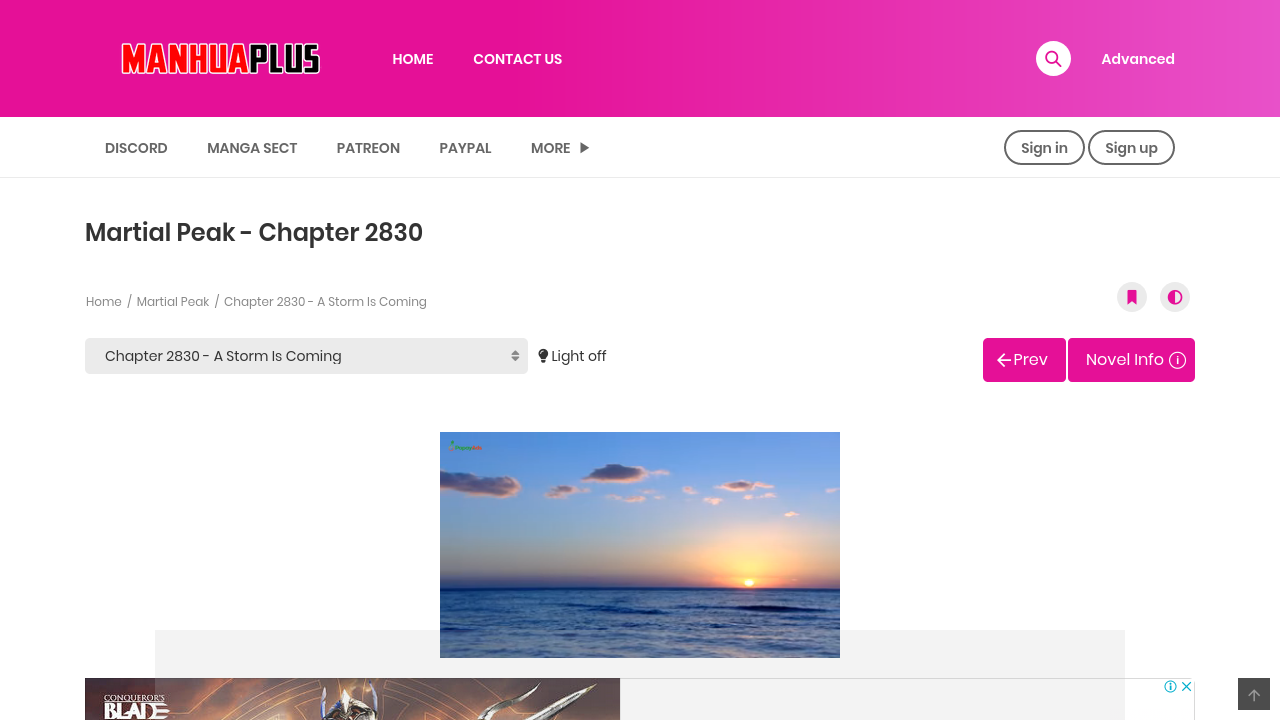 MANHUAPLUS
HOME
CONTACT US
Advanced
DISCORD
MANGA SECT
PATREON
PAYPAL
MORE
Sign in
Sign up
Martial Peak - Chapter 2830
Home / Martial Peak / Chapter 2830 - A Storm Is Coming
Chapter 2830 - A Storm Is Coming
Light off
Prev
Novel Info
CONQUEROR'S
BLADE